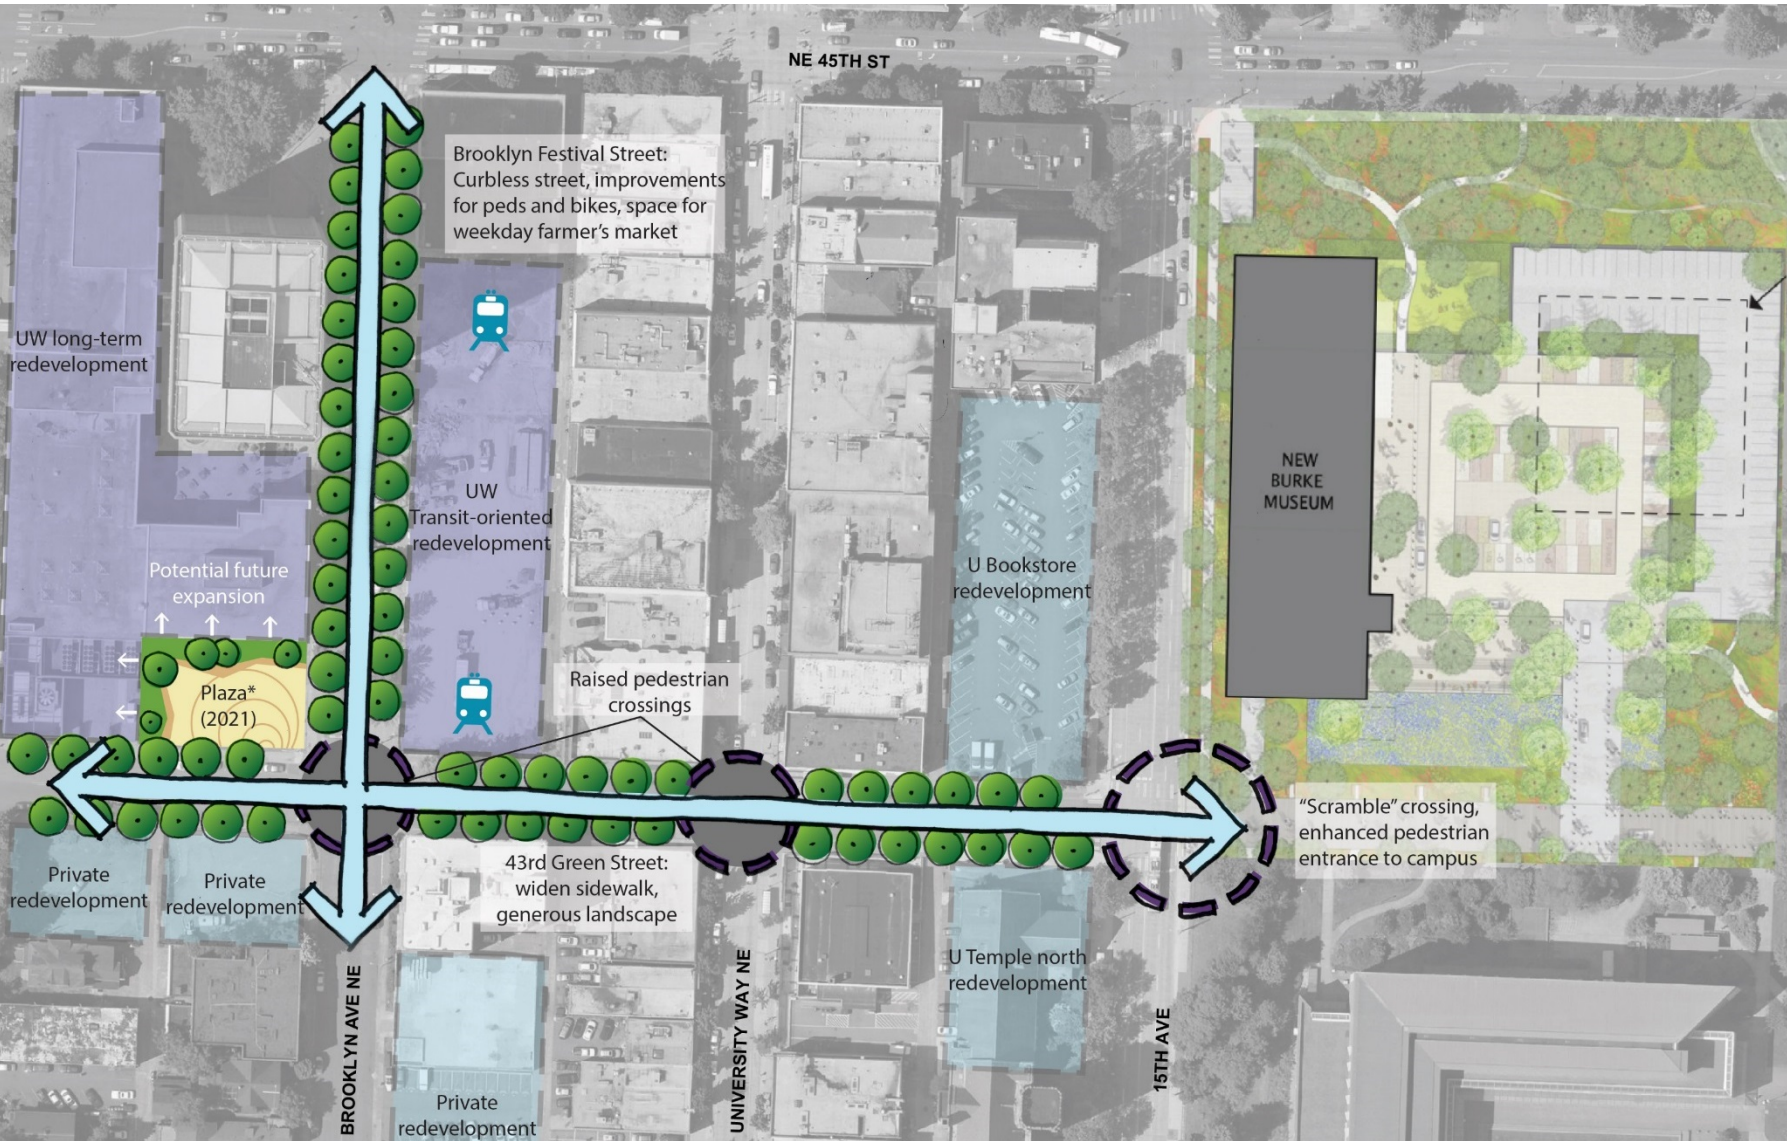 NE 45TH ST
Brooklyn Festival Street:
Curbless street, improvements
for peds and bikes, space for
weekday farmer's market
UW long-term
redevelopment
UW
Transit-oriented
redevelopment
NEW
BURKE
MUSEUM
U Bookstore
redevelopment
Potential future
expansion
Plaza*
(2021)
Raised pedestrian
crossings
"Scramble" crossing,
enhanced pedestrian
entrance to campus
43rd Green Street:
widen sidewalk,
generous landscape
Private
redevelopment
Private
redevelopment
U Temple north
redevelopment
BROOKLYN AVE NE
UNIVERSITY WAY NE
15TH AVE
Private
redevelopment